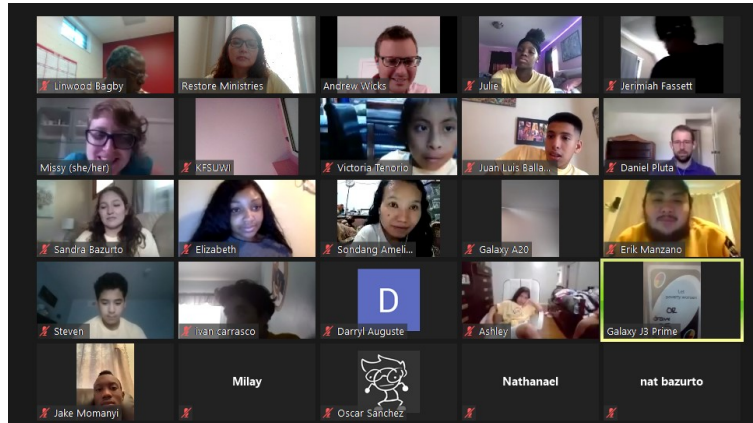 Linwood Bagby
Restore Ministries
Andrew Wicks
Julie
Jerimiah Fassett
Missy (she/her)
KFSUWI
Victoria Tenorio
Juan Luis Balla...
Daniel Pluta
Sandra Bazurto
Elizabeth
Sondang Ameli...
Galaxy A20
Erik Manzano
Steven
ivan carrasco
D
Darryl Auguste
Ashley
OR
Galaxy J3 Prime
Jake Momanyi
Milay
Oscar Sanchez
Nathanael
nat bazurto